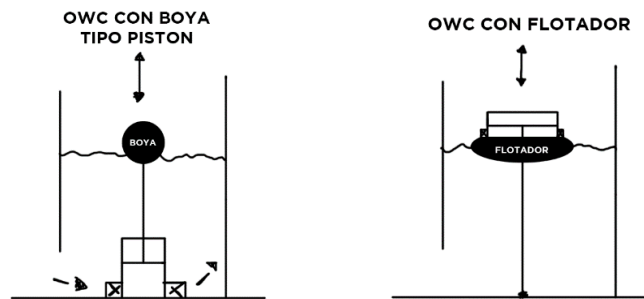 OWC CON BOYA
TIPO PISTON
BOYA
OWC CON FLOTADOR
FLOTADOR